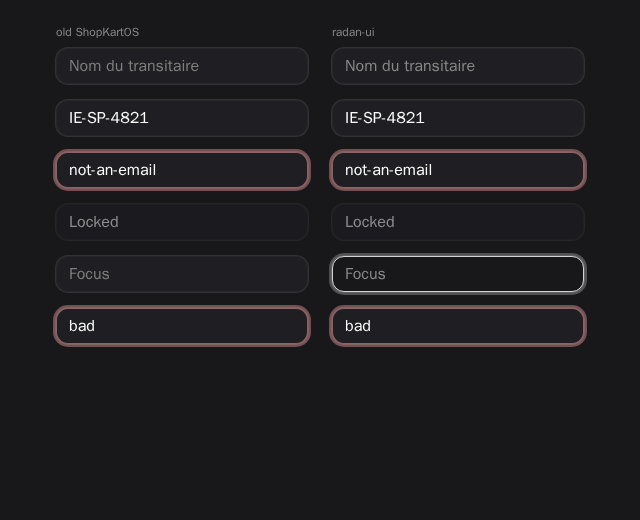 old ShopKartOS
radan-ui
Nom du transitaire
Nom du transitaire
IE-SP-4821
IE-SP-4821
not-an-email
not-an-email
Locked
Locked
Focus
Focus
bad
bad